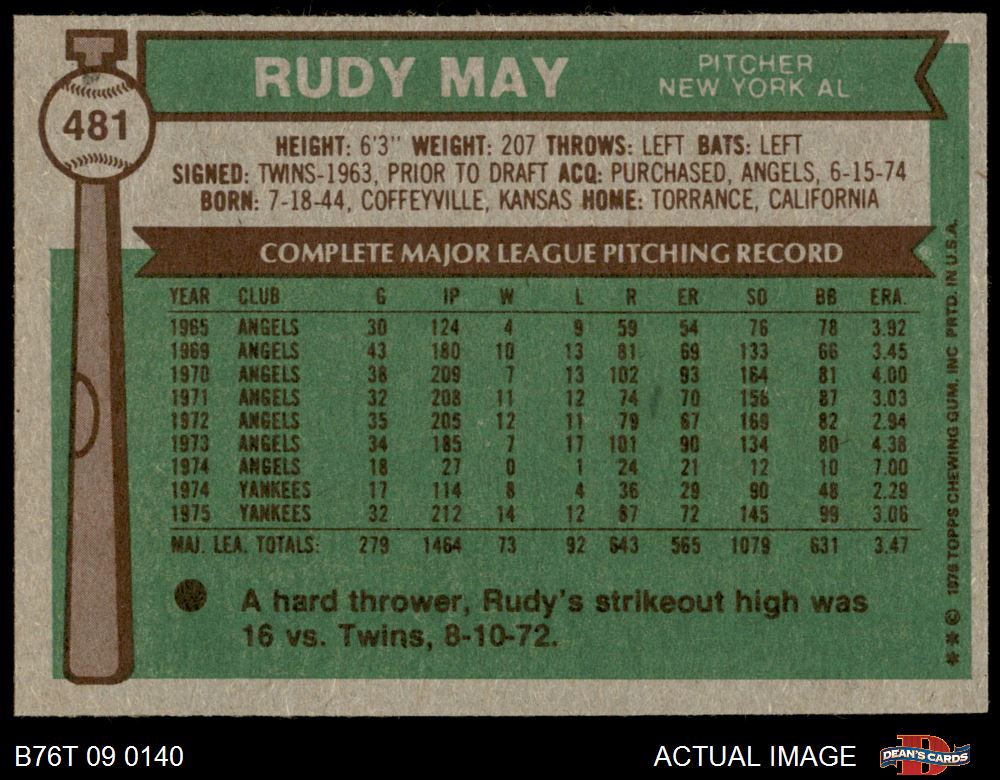 T
481
RUDY MAY
PITCHER
NEW YORK AL
HEIGHT: 6'3" WEIGHT: 207 THROWS: LEFT BATS: LEFT
SIGNED: TWINS-1963, PRIOR TO DRAFT ACQ: PURCHASED, ANGELS, 6-15-74
BORN: 7-18-44, COFFEYVILLE, KANSAS HOME: TORRANCE, CALIFORNIA
COMPLETE MAJOR LEAGUE PITCHING RECORD
YEAR CLUB G IP W L R ER SO BB ERA.
1965 ANGELS 30 124 4 9 59 54 76 78 3.92
1969 ANGELS 43 180 10 13 81 69 133 66 3.45
1970 ANGELS 38 209 7 13 102 93 164 81 4.00
1971 ANGELS 32 208 11 12 74 70 156 87 3.03
1972 ANGELS 35 205 12 11 79 67 169 82 2.94
1973 ANGELS 34 185 7 17 101 90 134 80 4.38
1974 ANGELS 18 27 0 1 24 21 12 10 7.00
1974 YANKEES 17 114 8 4 36 29 90 48 2.29
1975 YANKEES 32 212 14 12 87 72 145 99 3.06
MAJ. LEA. TOTALS: 279 1464 73 92 643 565 1079 631 3.47
A hard thrower, Rudy's strikeout high was
16 vs. Twins, 8-10-72.
** © 1976 TOPPS CHEWING GUM, INC PRTD. IN U.S.A.
B76T 09 0140
ACTUAL IMAGE
D
DEAN'S CARDS